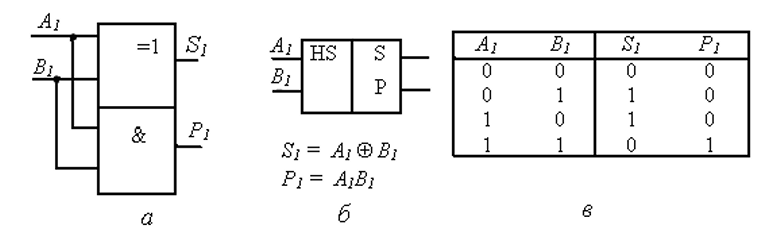 A₁
=1
S₁
B₁
&
P₁
а
A₁ HS S
B₁ P
S₁ = A₁ ⊕ B₁
P₁ = A₁B₁
б
A₁ B₁ S₁ P₁
0 0 0 0
0 1 1 0
1 0 1 0
1 1 0 1
в